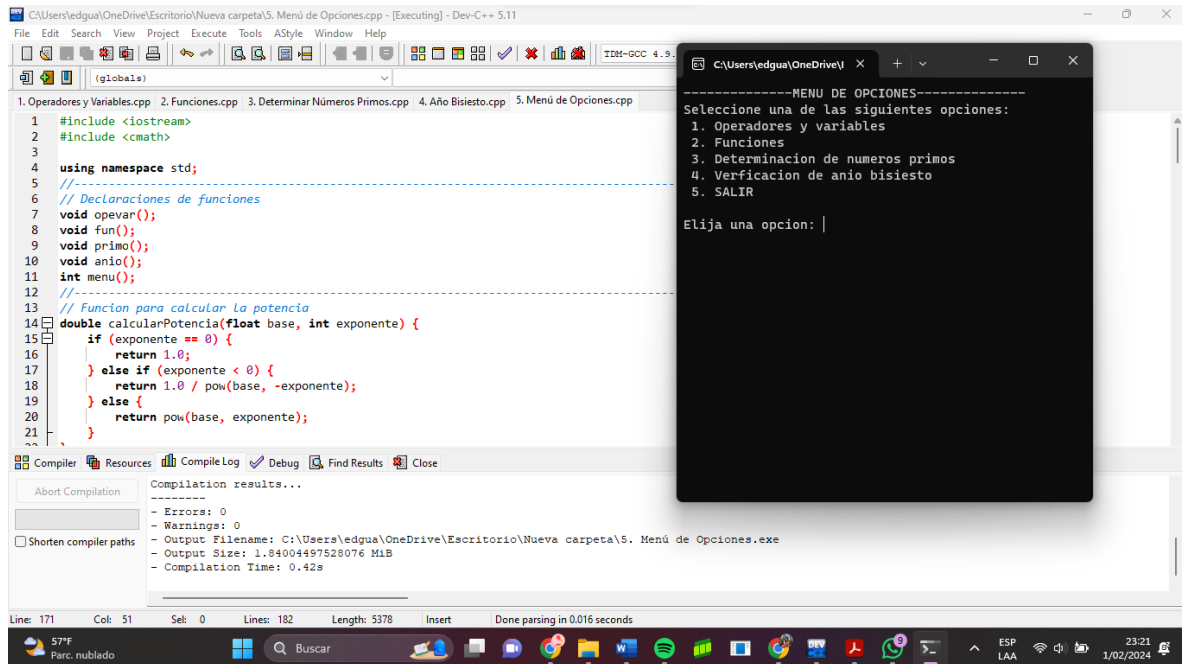 C:\Users\edgua\OneDrive\Escritorio\Nueva carpeta\5. Menú de Opciones.cpp - [Executing] - Dev-C++ 5.11
File Edit Search View Project Execute Tools AStyle Window Help
TDM-GCC 4.9.
(globals)
1. Operadores y Variables.cpp 2. Funciones.cpp 3. Determinar Números Primos.cpp 4. Año Bisiesto.cpp 5. Menú de Opciones.cpp
1 #include <iostream>
2 #include <cmath>
3
4 using namespace std;
5 //------------------------------------------------------------------------------------
6 // Declaraciones de funciones
7 void opevar();
8 void fun();
9 void primo();
10 void anio();
11 int menu();
12 //------------------------------------------------------------------------------------
13 // Funcion para calcular la potencia
14 double calcularPotencia(float base, int exponente) {
15 if (exponente == 0) {
16 return 1.0;
17 } else if (exponente < 0) {
18 return 1.0 / pow(base, -exponente);
19 } else {
20 return pow(base, exponente);
21 }
C:\Users\edgua\OneDrive\I
--------------MENU DE OPCIONES--------------
Seleccione una de las siguientes opciones:
1. Operadores y variables
2. Funciones
3. Determinacion de numeros primos
4. Verficacion de anio bisiesto
5. SALIR
Elija una opcion:
Compiler Resources Compile Log Debug Find Results Close
Abort Compilation
Shorten compiler paths
Compilation results...
--------
- Errors: 0
- Warnings: 0
- Output Filename: C:\Users\edgua\OneDrive\Escritorio\Nueva carpeta\5. Menú de Opciones.exe
- Output Size: 1.84004497528076 MiB
- Compilation Time: 0.42s
Line: 171 Col: 51 Sel: 0 Lines: 182 Length: 5378 Insert Done parsing in 0.016 seconds
57°F
Parc. nublado
Buscar
9
ESP
LAA
23:21
1/02/2024